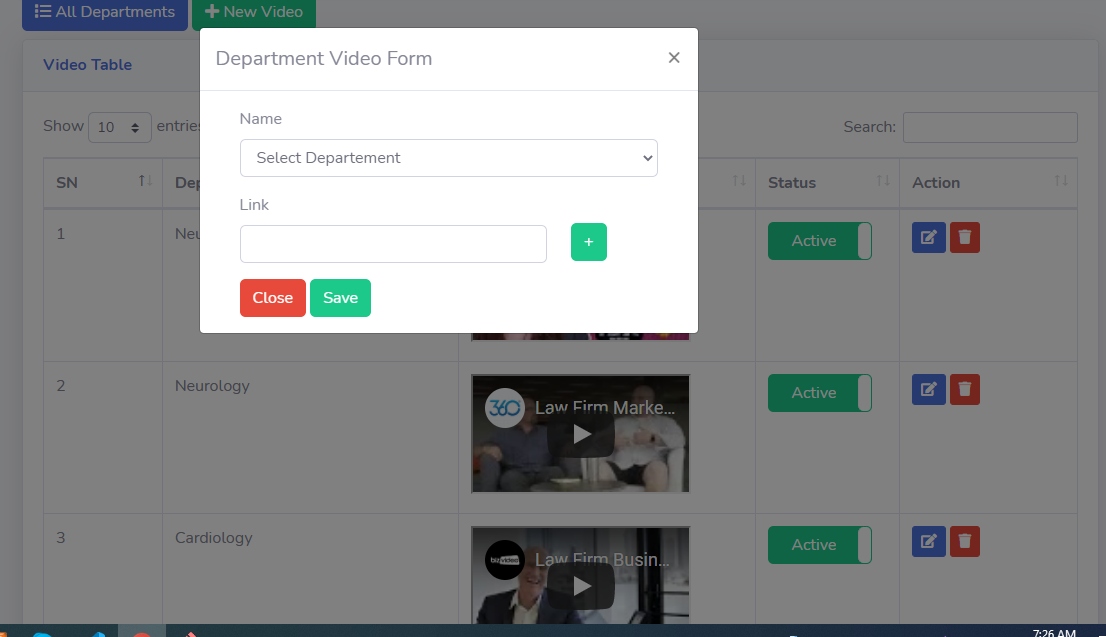 All Departments
New Video
Department Video Form
×
Video Table
Name
Show 10 entries
Search:
Select Departement
SN
Status
Action
Link
1
Active
+
Close
Save
2
Neurology
360
Law Firm Marke...
Active
3
Cardiology
bizvideo
Law Firm Busin...
Active
7:26 AM